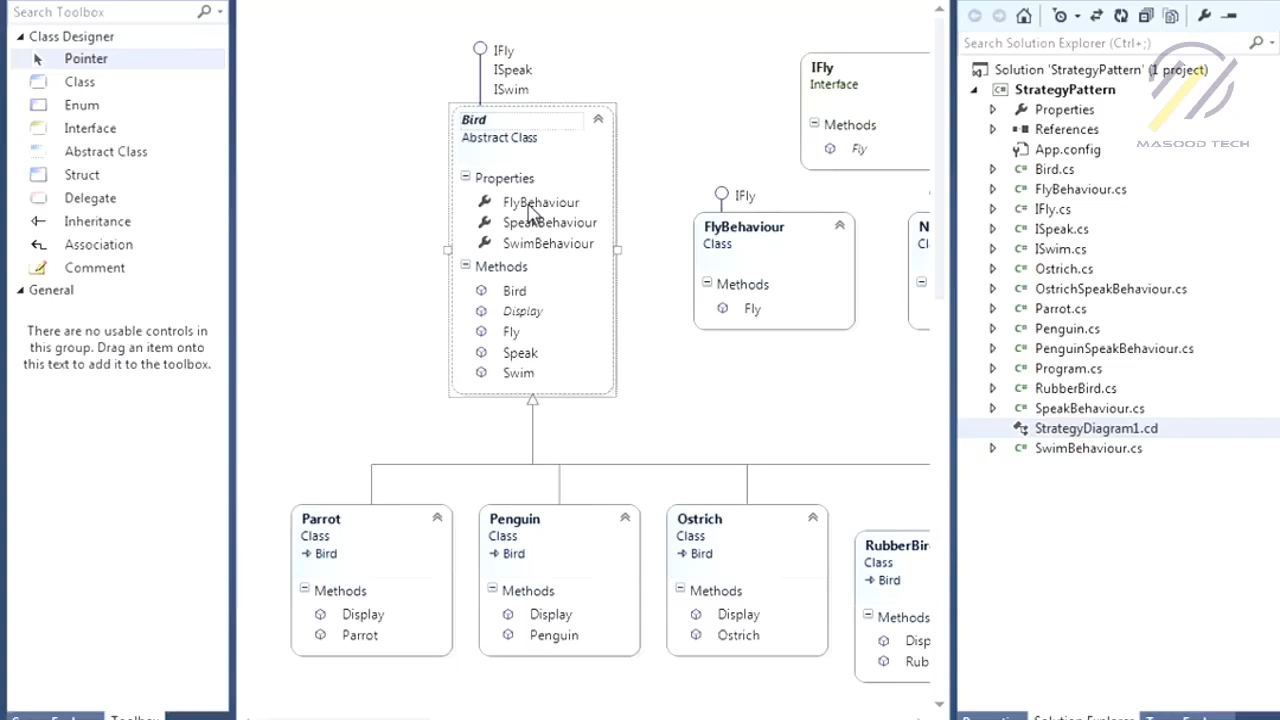 Search Toolbox
Class Designer
Pointer
Class
Enum
Interface
Abstract Class
Struct
Delegate
Inheritance
Association
Comment
General
There are no usable controls in
this group. Drag an item onto
this text to add it to the toolbox.
IFly
ISpeak
ISwim
Bird
Abstract Class
Properties
FlyBehaviour
SpeakBehaviour
SwimBehaviour
Methods
Bird
Display
Fly
Speak
Swim
IFly
Interface
Methods
Fly
IFly
FlyBehaviour
Class
Methods
Fly
Parrot
Class
Bird
Methods
Display
Parrot
Penguin
Class
Bird
Methods
Display
Penguin
Ostrich
Class
Bird
Methods
Display
Ostrich
RubberBir
Class
Bird
Methods
Disp
Rub
Search Solution Explorer (Ctrl+;)
Solution 'StrategyPattern' (1 project)
C# StrategyPattern
Properties
References
App.config
C# Bird.cs
C# FlyBehaviour.cs
C# IFly.cs
C# ISpeak.cs
C# ISwim.cs
C# Ostrich.cs
C# OstrichSpeakBehaviour.cs
C# Parrot.cs
C# Penguin.cs
C# PenguinSpeakBehaviour.cs
C# Program.cs
C# RubberBird.cs
C# SpeakBehaviour.cs
StrategyDiagram1.cd
C# SwimBehaviour.cs
MASOOD TECH